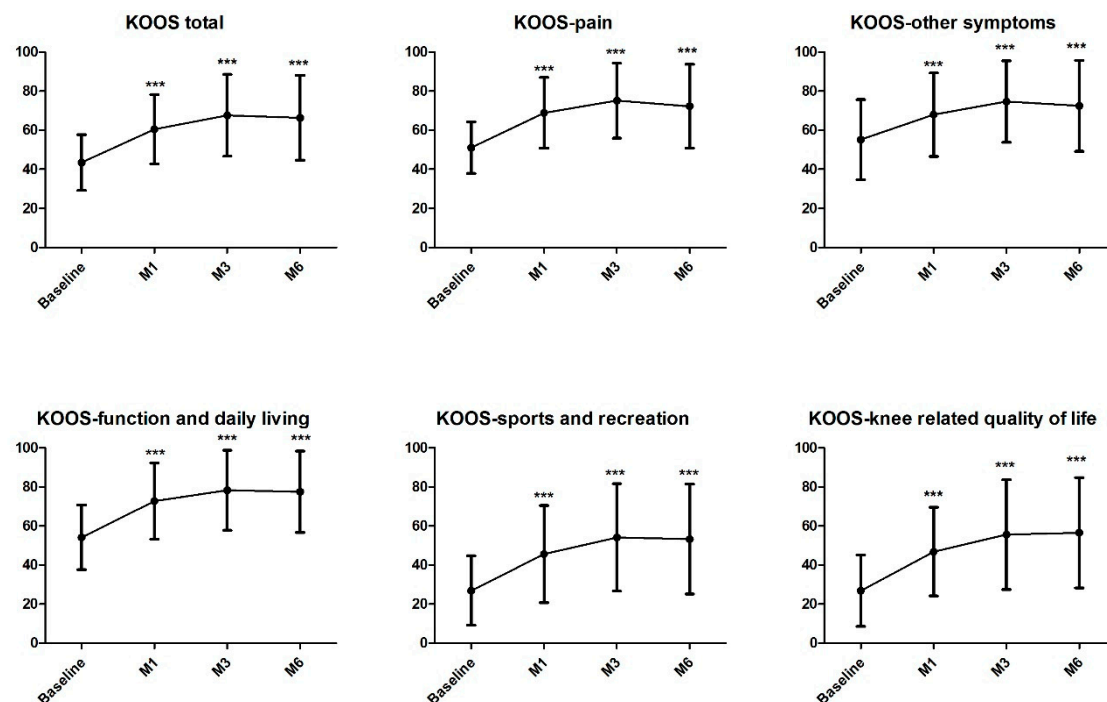 KOOS total
100
80
60
40
20
0
***
***
***
Baseline
M1
M3
M6
KOOS-pain
100
80
60
40
20
0
***
***
***
Baseline
M1
M3
M6
KOOS-other symptoms
100
80
60
40
20
0
***
***
***
Baseline
M1
M3
M6
KOOS-function and daily living
100
80
60
40
20
0
***
***
***
Baseline
M1
M3
M6
KOOS-sports and recreation
100
80
60
40
20
0
***
***
***
Baseline
M1
M3
M6
KOOS-knee related quality of life
100
80
60
40
20
0
***
***
***
Baseline
M1
M3
M6